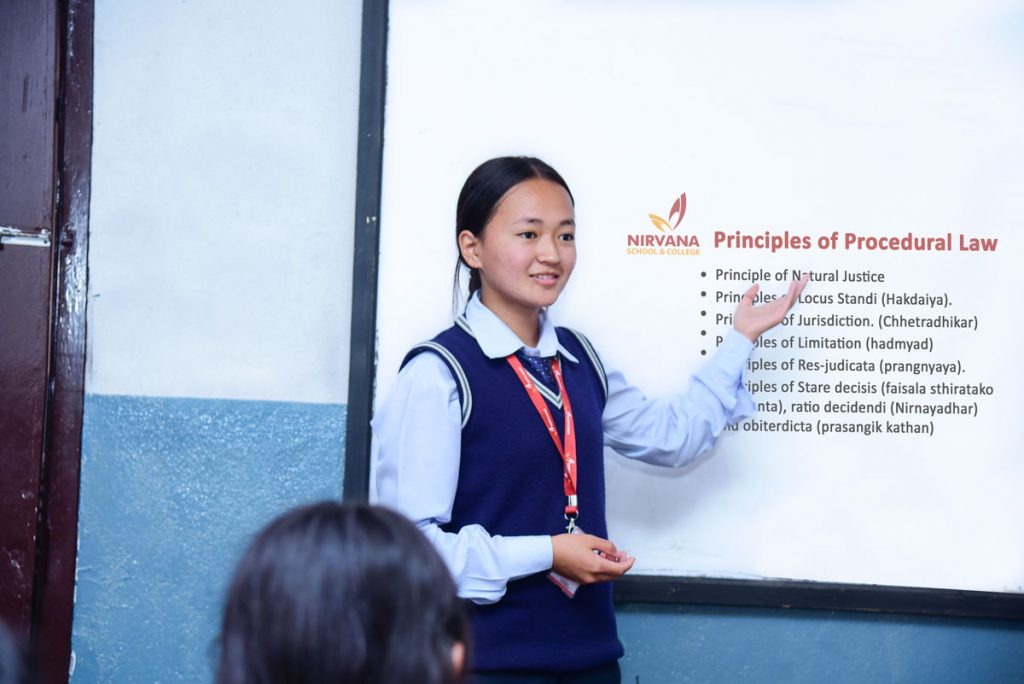 NIRVANA
SCHOOL & COLLEGE
Principles of Procedural Law
• Principle of Natural Justice
• Principles of Locus Standi (Hakdaiya).
• of Jurisdiction. (Chhetradhikar)
• of Limitation (hadmyad)
• of Res-judicata (prangnyaya).
of Stare decisis (faisala sthiratako
ratio decidendi (Nirnayadhar)
obiterdicta (prasangik kathan)